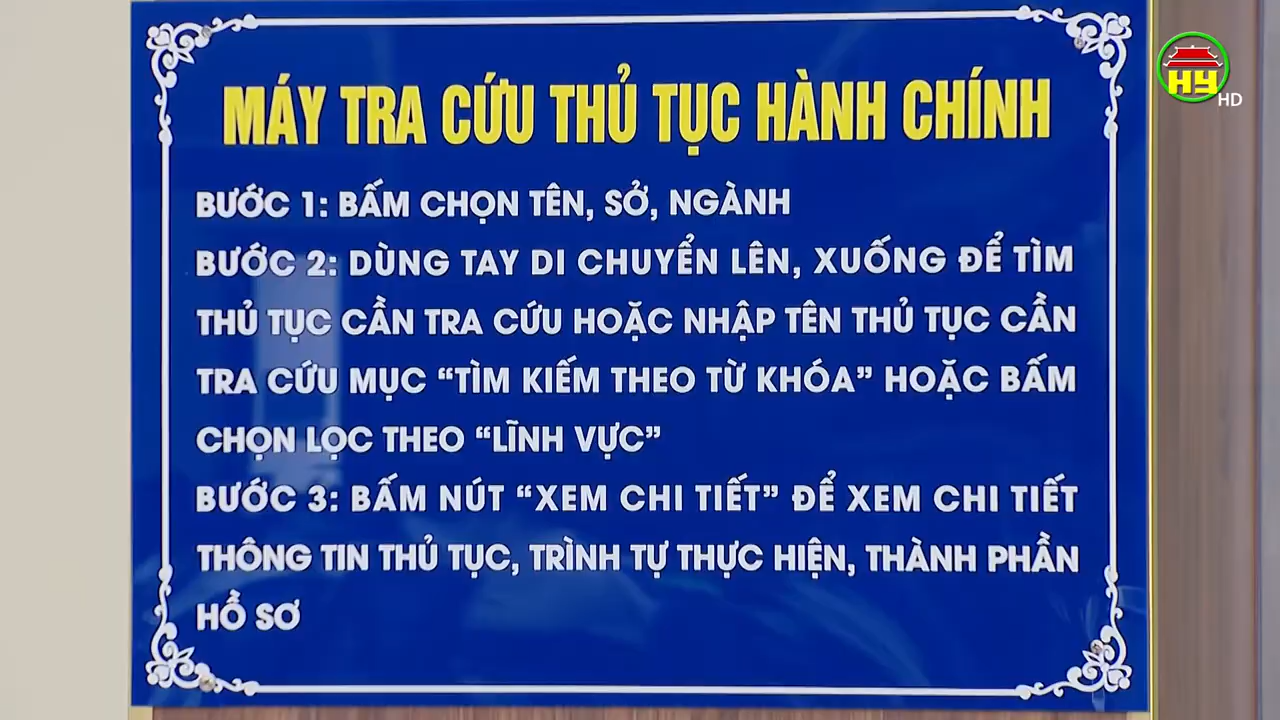 MÁY TRA CỨU THỦ TỤC HÀNH CHÍNH
BƯỚC 1: BẤM CHỌN TÊN, SỞ, NGÀNH
BƯỚC 2: DÙNG TAY DI CHUYỂN LÊN, XUỐNG ĐỂ TÌM
THỦ TỤC CẦN TRA CỨU HOẶC NHẬP TÊN THỦ TỤC CẦN
TRA CỨU MỤC “TÌM KIẾM THEO TỪ KHÓA” HOẶC BẤM
CHỌN LỌC THEO “LĨNH VỰC”
BƯỚC 3: BẤM NÚT “XEM CHI TIẾT” ĐỂ XEM CHI TIẾT
THÔNG TIN THỦ TỤC, TRÌNH TỰ THỰC HIỆN, THÀNH PHẦN
HỒ SƠ
HY
HD